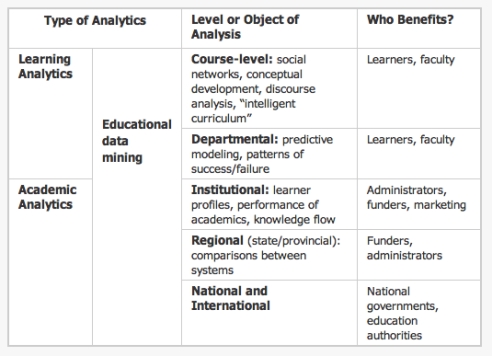 Type of Analytics
Level or Object of
Analysis
Who Benefits?
Learning
Analytics
Educational
data
mining
Course-level: social
networks, conceptual
development, discourse
analysis, “intelligent
curriculum”
Learners, faculty
Departmental: predictive
modeling, patterns of
success/failure
Learners, faculty
Academic
Analytics
Institutional: learner
profiles, performance of
academics, knowledge flow
Administrators,
funders, marketing
Regional (state/provincial):
comparisons between
systems
Funders,
administrators
National and
International
National
governments,
education
authorities